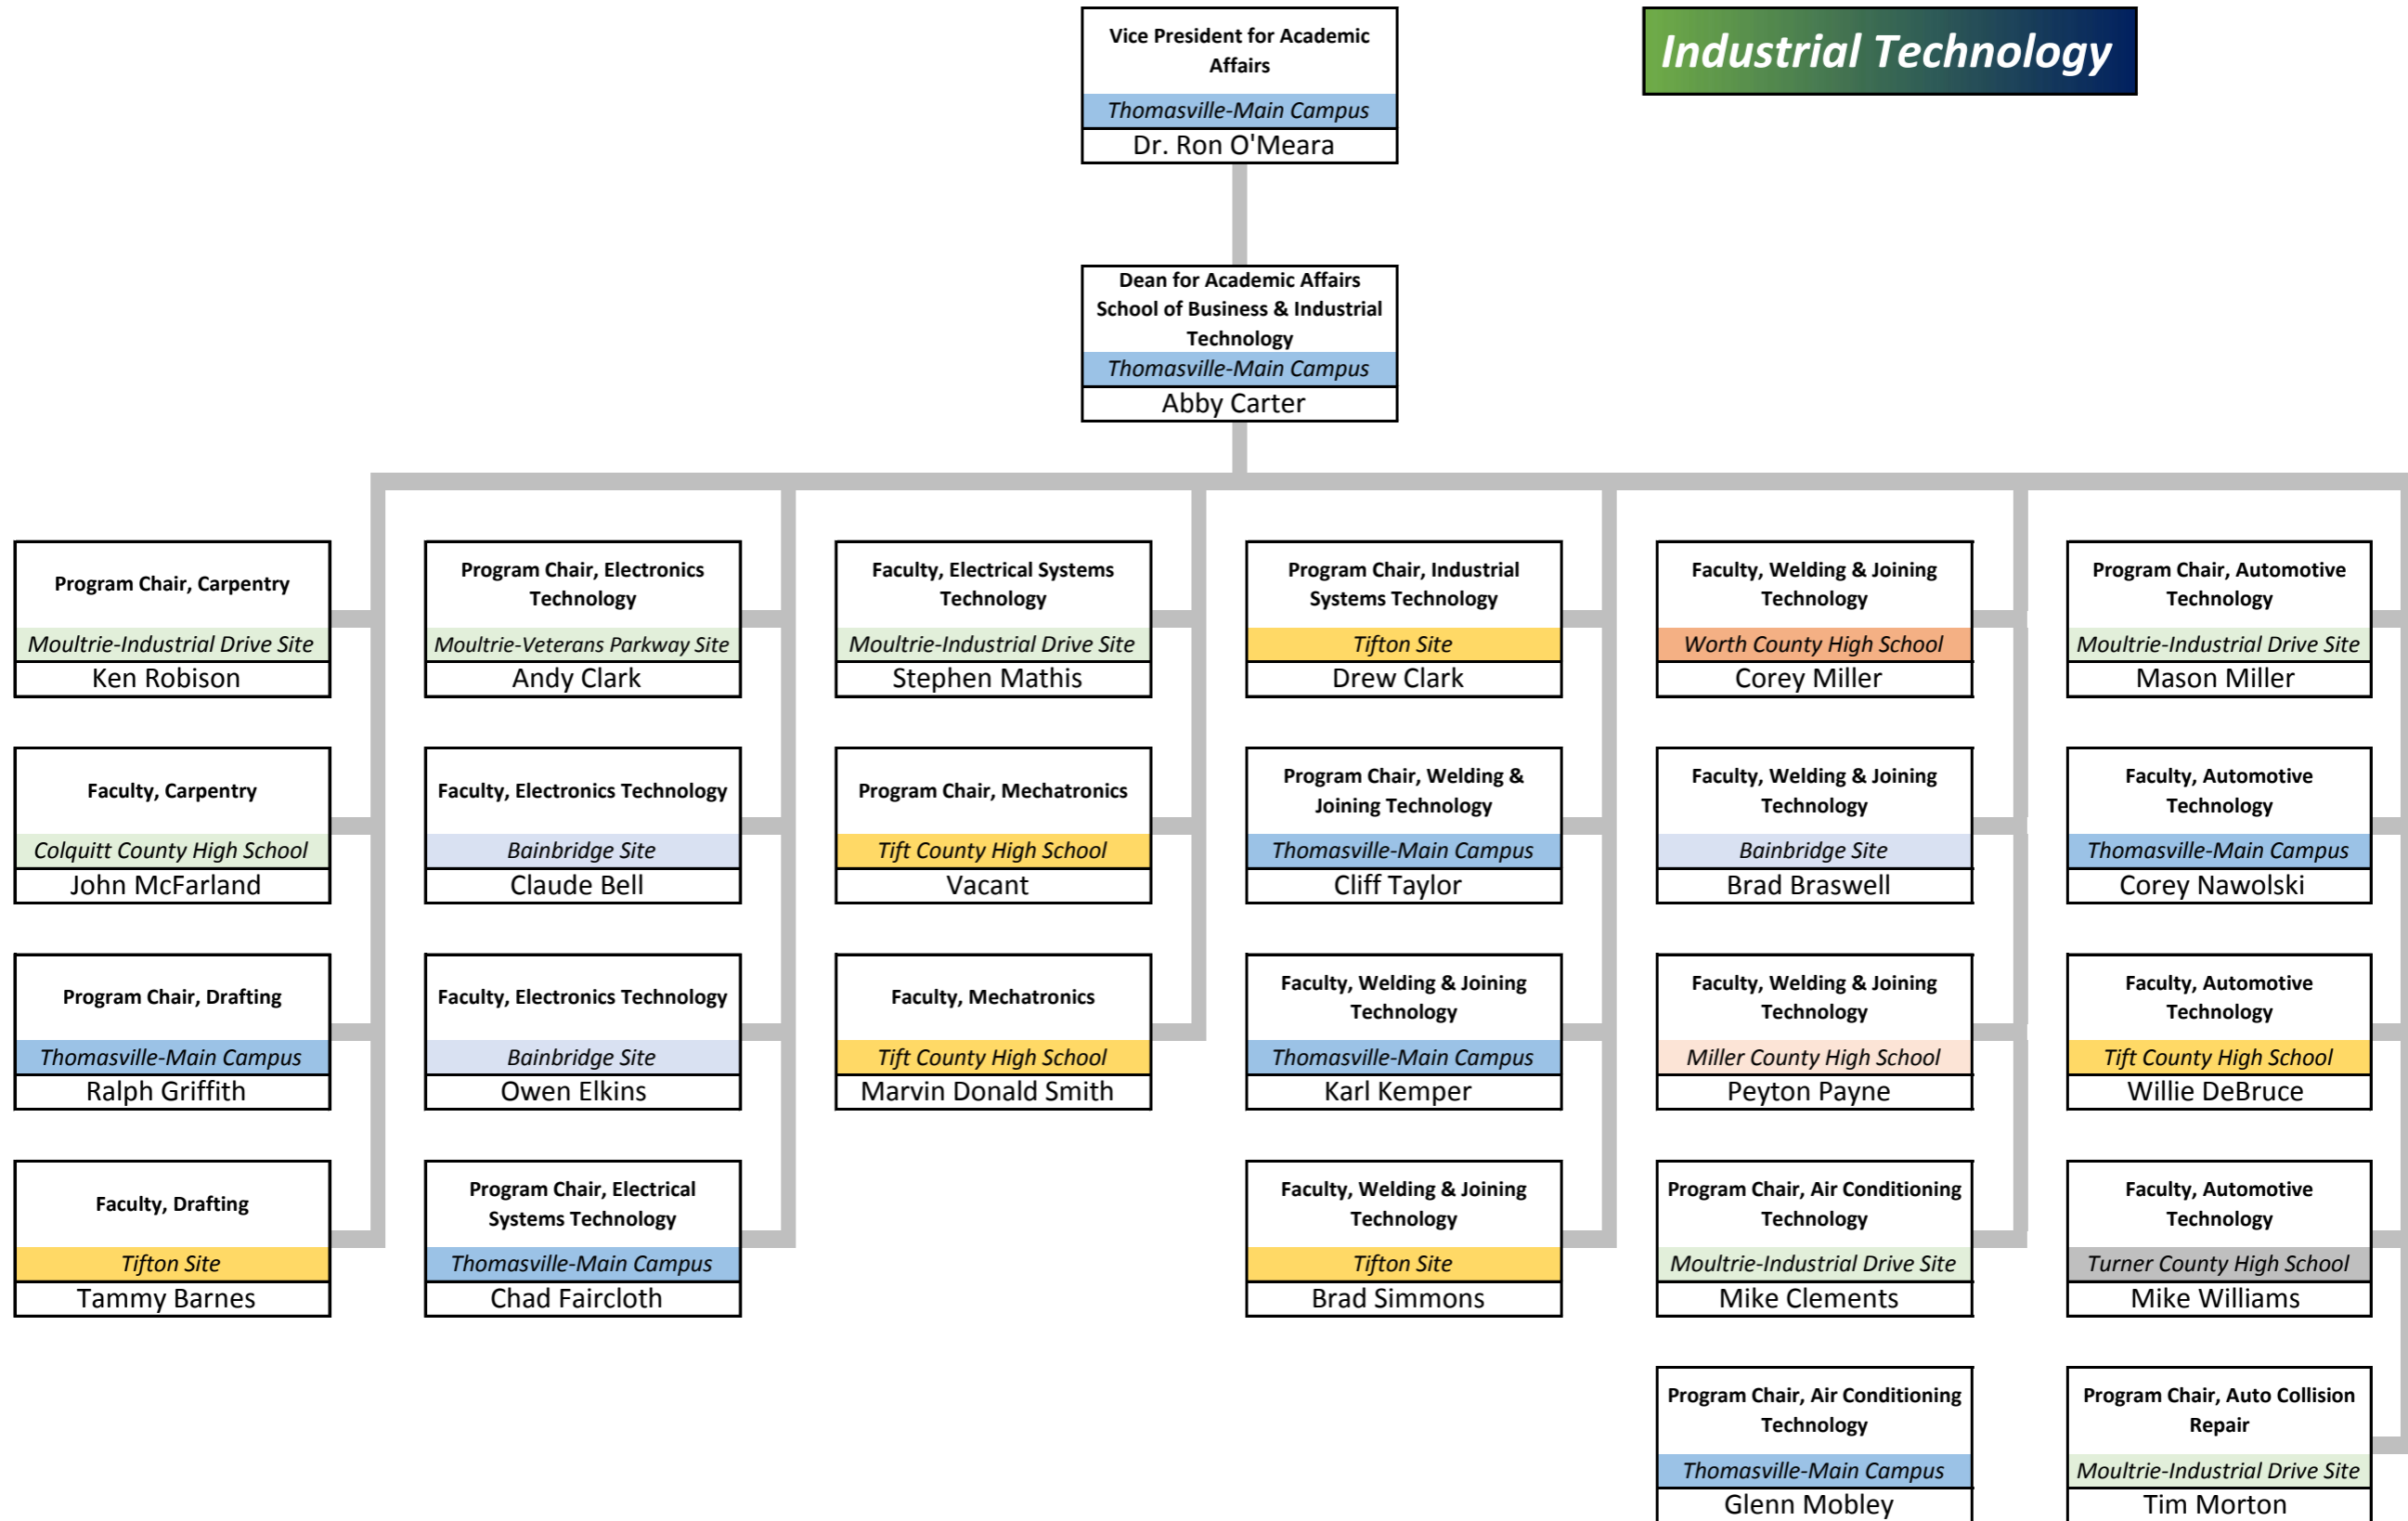 Vice President for Academic
Affairs
Thomasville-Main Campus
Dr. Ron O'Meara
Industrial Technology
Dean for Academic Affairs
School of Business & Industrial
Technology
Thomasville-Main Campus
Abby Carter
Program Chair, Carpentry
Moultrie-Industrial Drive Site
Ken Robison
Program Chair, Electronics
Technology
Moultrie-Veterans Parkway Site
Andy Clark
Faculty, Electrical Systems
Technology
Moultrie-Industrial Drive Site
Stephen Mathis
Program Chair, Industrial
Systems Technology
Tifton Site
Drew Clark
Faculty, Welding & Joining
Technology
Worth County High School
Corey Miller
Program Chair, Automotive
Technology
Moultrie-Industrial Drive Site
Mason Miller
Faculty, Carpentry
Colquitt County High School
John McFarland
Faculty, Electronics Technology
Bainbridge Site
Claude Bell
Program Chair, Mechatronics
Tift County High School
Vacant
Program Chair, Welding &
Joining Technology
Thomasville-Main Campus
Cliff Taylor
Faculty, Welding & Joining
Technology
Bainbridge Site
Brad Braswell
Faculty, Automotive
Technology
Thomasville-Main Campus
Corey Nawolski
Program Chair, Drafting
Thomasville-Main Campus
Ralph Griffith
Faculty, Electronics Technology
Bainbridge Site
Owen Elkins
Faculty, Mechatronics
Tift County High School
Marvin Donald Smith
Faculty, Welding & Joining
Technology
Thomasville-Main Campus
Karl Kemper
Faculty, Welding & Joining
Technology
Miller County High School
Peyton Payne
Faculty, Automotive
Technology
Tift County High School
Willie DeBruce
Faculty, Drafting
Tifton Site
Tammy Barnes
Program Chair, Electrical
Systems Technology
Thomasville-Main Campus
Chad Faircloth
Faculty, Welding & Joining
Technology
Tifton Site
Brad Simmons
Program Chair, Air Conditioning
Technology
Moultrie-Industrial Drive Site
Mike Clements
Faculty, Automotive
Technology
Turner County High School
Mike Williams
Program Chair, Air Conditioning
Technology
Thomasville-Main Campus
Glenn Mobley
Program Chair, Auto Collision
Repair
Moultrie-Industrial Drive Site
Tim Morton